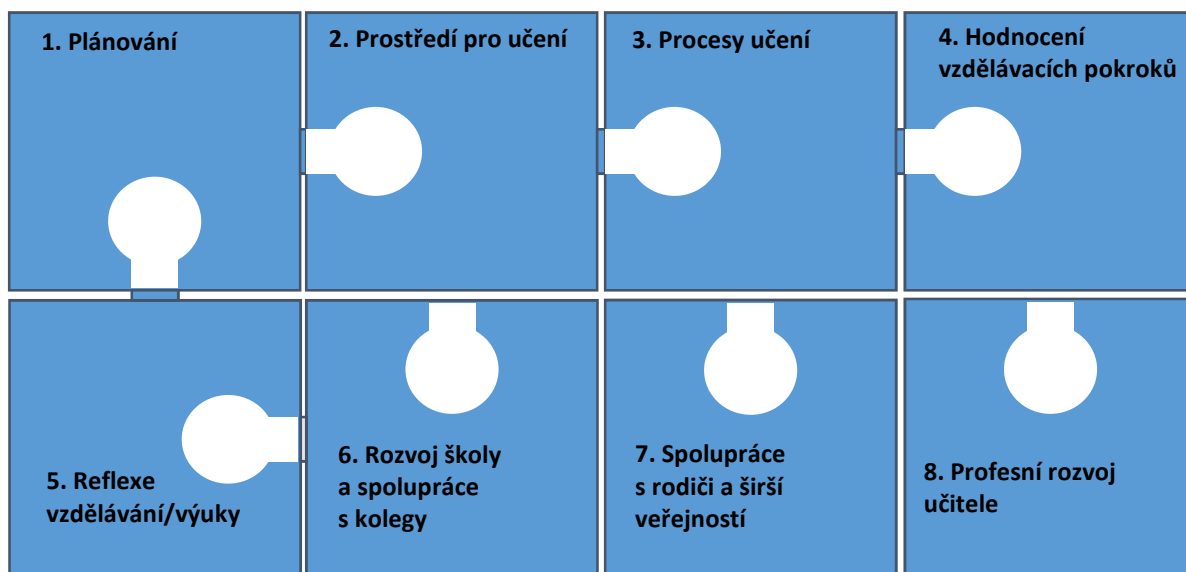 1. Plánování
2. Prostředí pro učení
3. Procesy učení
4. Hodnocení
vzdělávacích pokroků
5. Reflexe
vzdělávání/výuky
6. Rozvoj školy
a spolupráce
s kolegy
7. Spolupráce
s rodiči a širší
veřejností
8. Profesní rozvoj
učitele